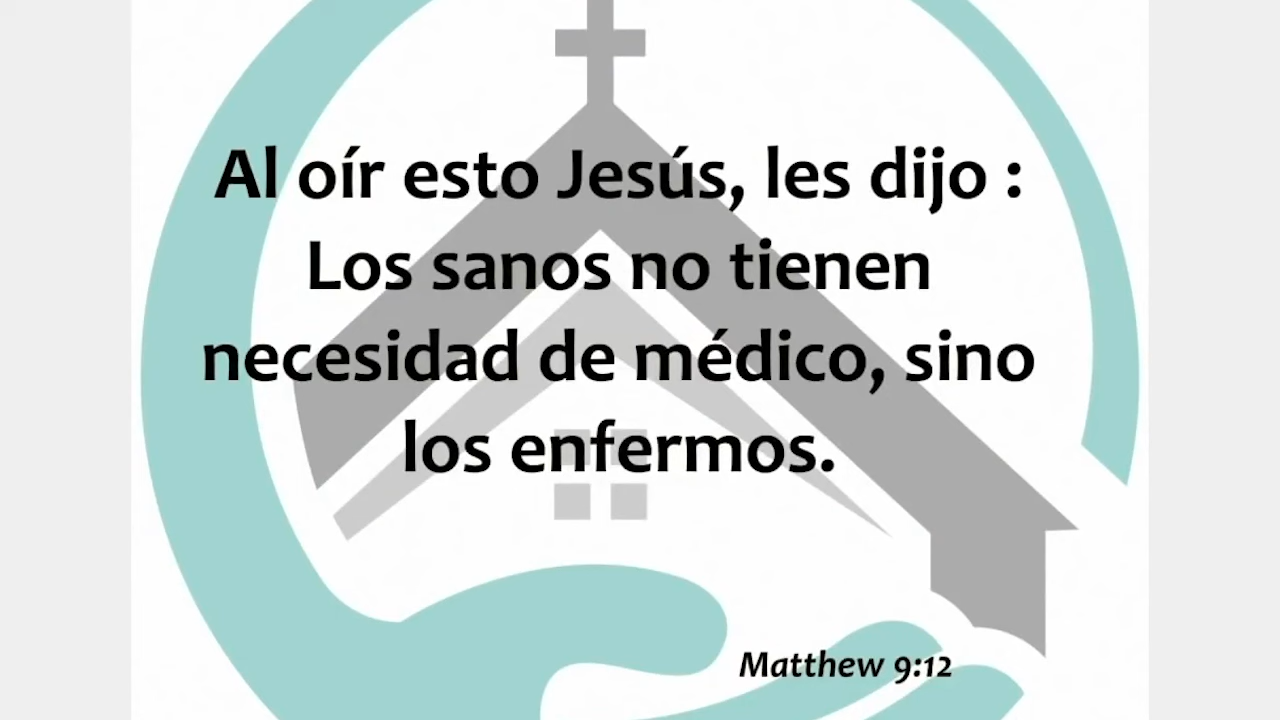 Al oír esto Jesús, les dijo :
Los sanos no tienen
necesidad de médico, sino
los enfermos.
Matthew 9:12